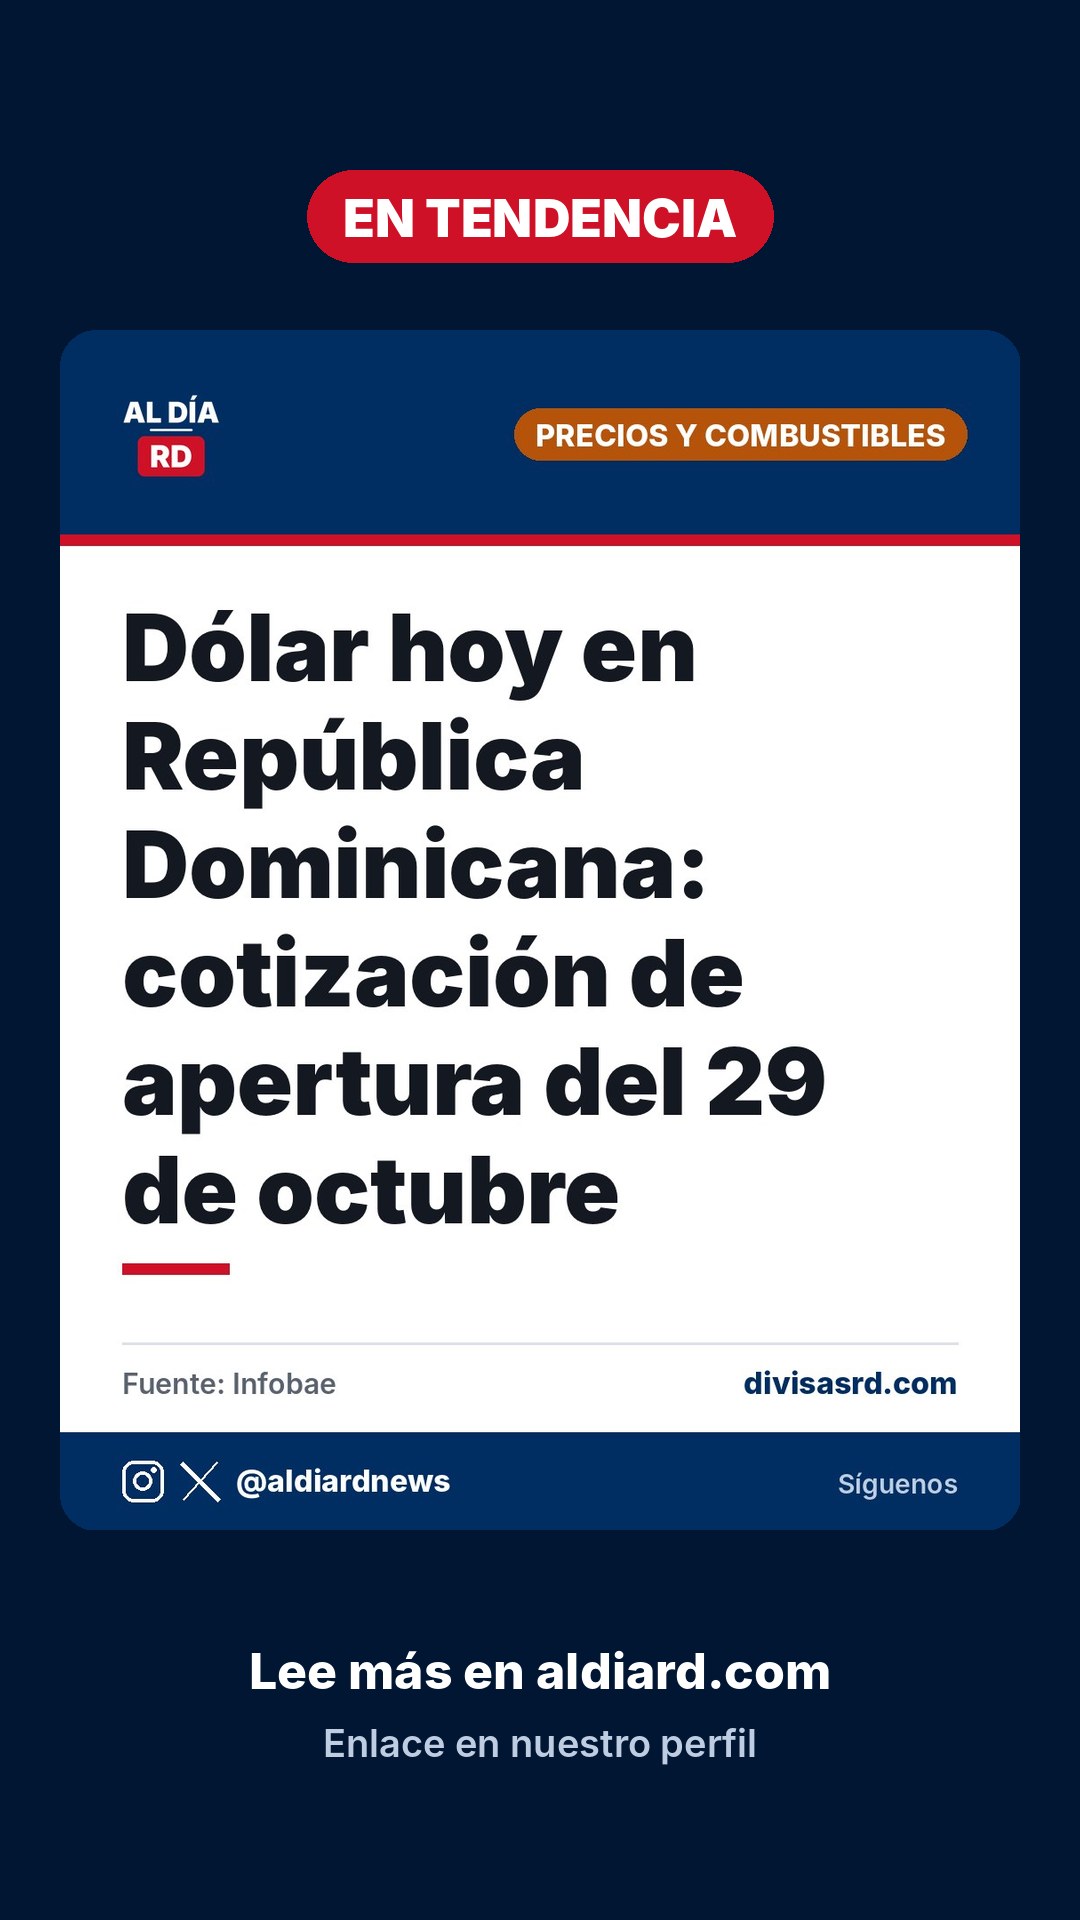 EN TENDENCIA
AL DÍA
RD
PRECIOS Y COMBUSTIBLES
Dólar hoy en
República
Dominicana:
cotización de
apertura del 29
de octubre
Fuente: Infobae
divisasrd.com
@aldiardnews
Síguenos
Lee más en aldiard.com
Enlace en nuestro perfil